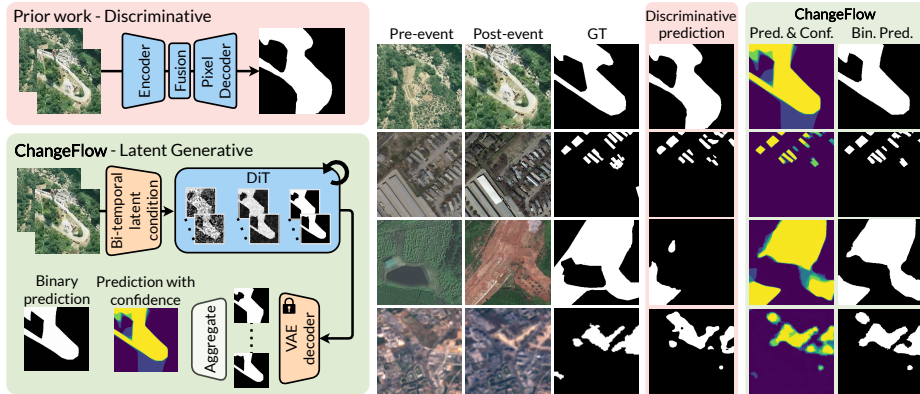 Prior work - Discriminative
Encoder
Fusion
Pixel
Decoder
ChangeFlow - Latent Generative
Bi-temporal
latent
condition
DiT
Binary
prediction
Prediction with
confidence
Aggregate
VAE
decoder
Pre-event
Post-event
GT
Discriminative
prediction
ChangeFlow
Pred. & Conf.
Bin. Pred.